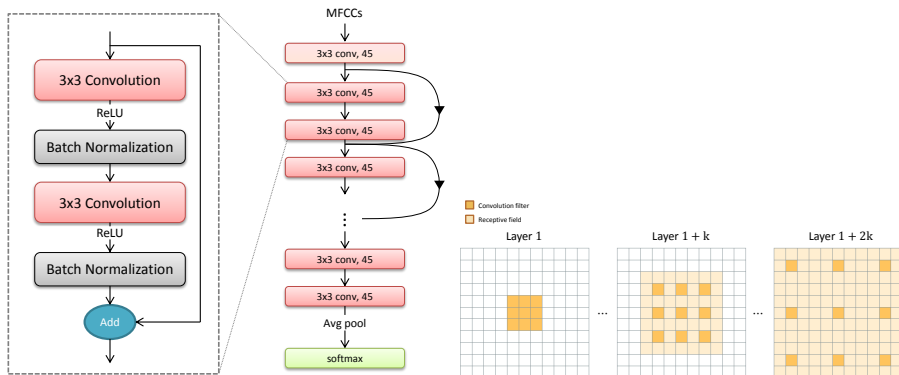 3x3 Convolution
ReLU
Batch Normalization
3x3 Convolution
ReLU
Batch Normalization
Add
MFCCs
3x3 conv, 45
3x3 conv, 45
3x3 conv, 45
3x3 conv, 45
⋮
3x3 conv, 45
3x3 conv, 45
Avg pool
softmax
Convolution filter
Receptive field
Layer 1
...
Layer 1 + k
...
Layer 1 + 2k